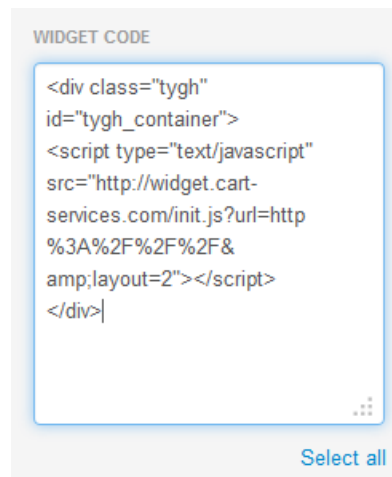 WIDGET CODE
<div class="tygh"
id="tygh_container">
<script type="text/javascript"
src="http://widget.cart-
services.com/init.js?url=http
%3A%2F%2F%2F&
amp;layout=2"></script>
</div>
Select all